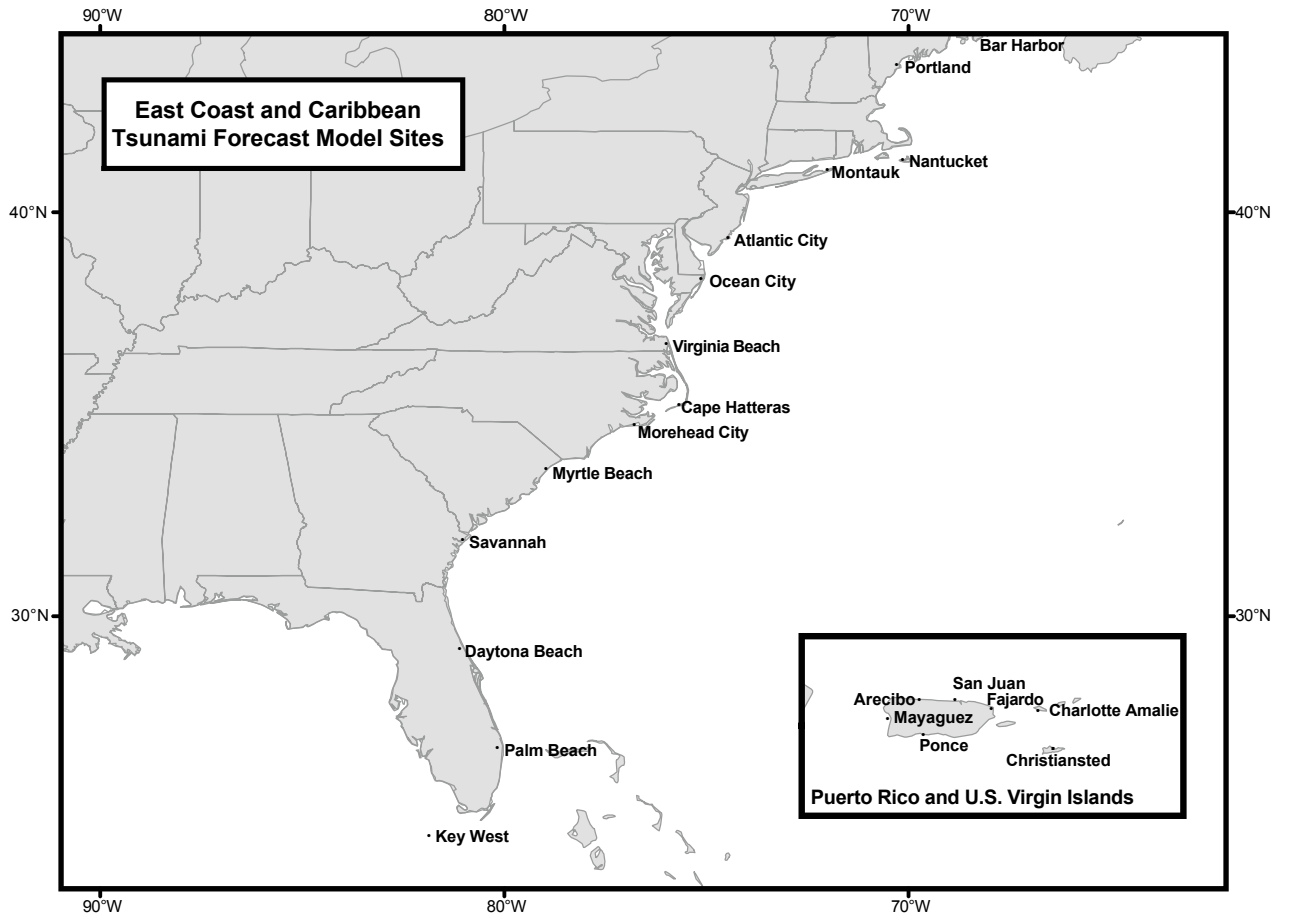 90°W 80°W 70°W
Bar Harbor
Portland
East Coast and Caribbean
Tsunami Forecast Model Sites
Nantucket
Montauk
40°N 40°N
Atlantic City
Ocean City
Virginia Beach
Cape Hatteras
Morehead City
Myrtle Beach
Savannah
30°N 30°N
Daytona Beach
San Juan
Arecibo Fajardo
Charlotte Amalie
Mayaguez
Ponce
Palm Beach
Christiansted
Puerto Rico and U.S. Virgin Islands
Key West
90°W 80°W 70°W